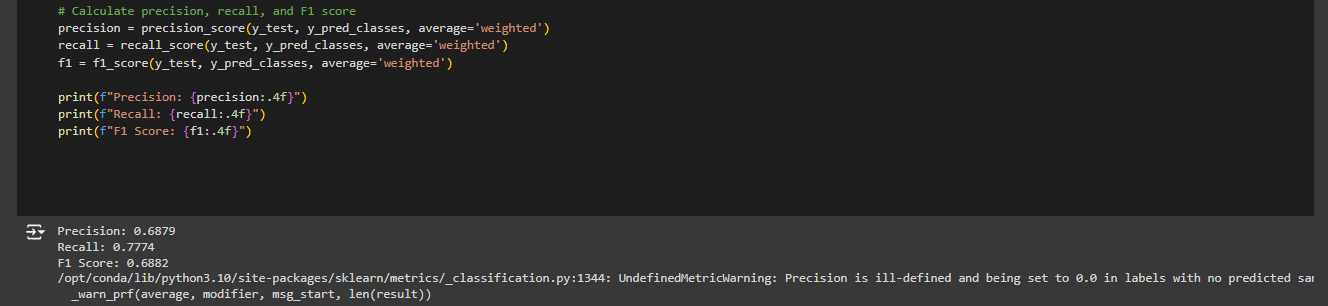 # Calculate precision, recall, and F1 score
precision = precision_score(y_test, y_pred_classes, average='weighted')
recall = recall_score(y_test, y_pred_classes, average='weighted')
f1 = f1_score(y_test, y_pred_classes, average='weighted')
print(f"Precision: {precision:.4f}")
print(f"Recall: {recall:.4f}")
print(f"F1 Score: {f1:.4f}")
Precision: 0.6879
Recall: 0.7774
F1 Score: 0.6882
/opt/conda/lib/python3.10/site-packages/sklearn/metrics/_classification.py:1344: UndefinedMetricWarning: Precision is ill-defined and being set to 0.0 in labels with no predicted
_warn_prf(average, modifier, msg_start, len(result))